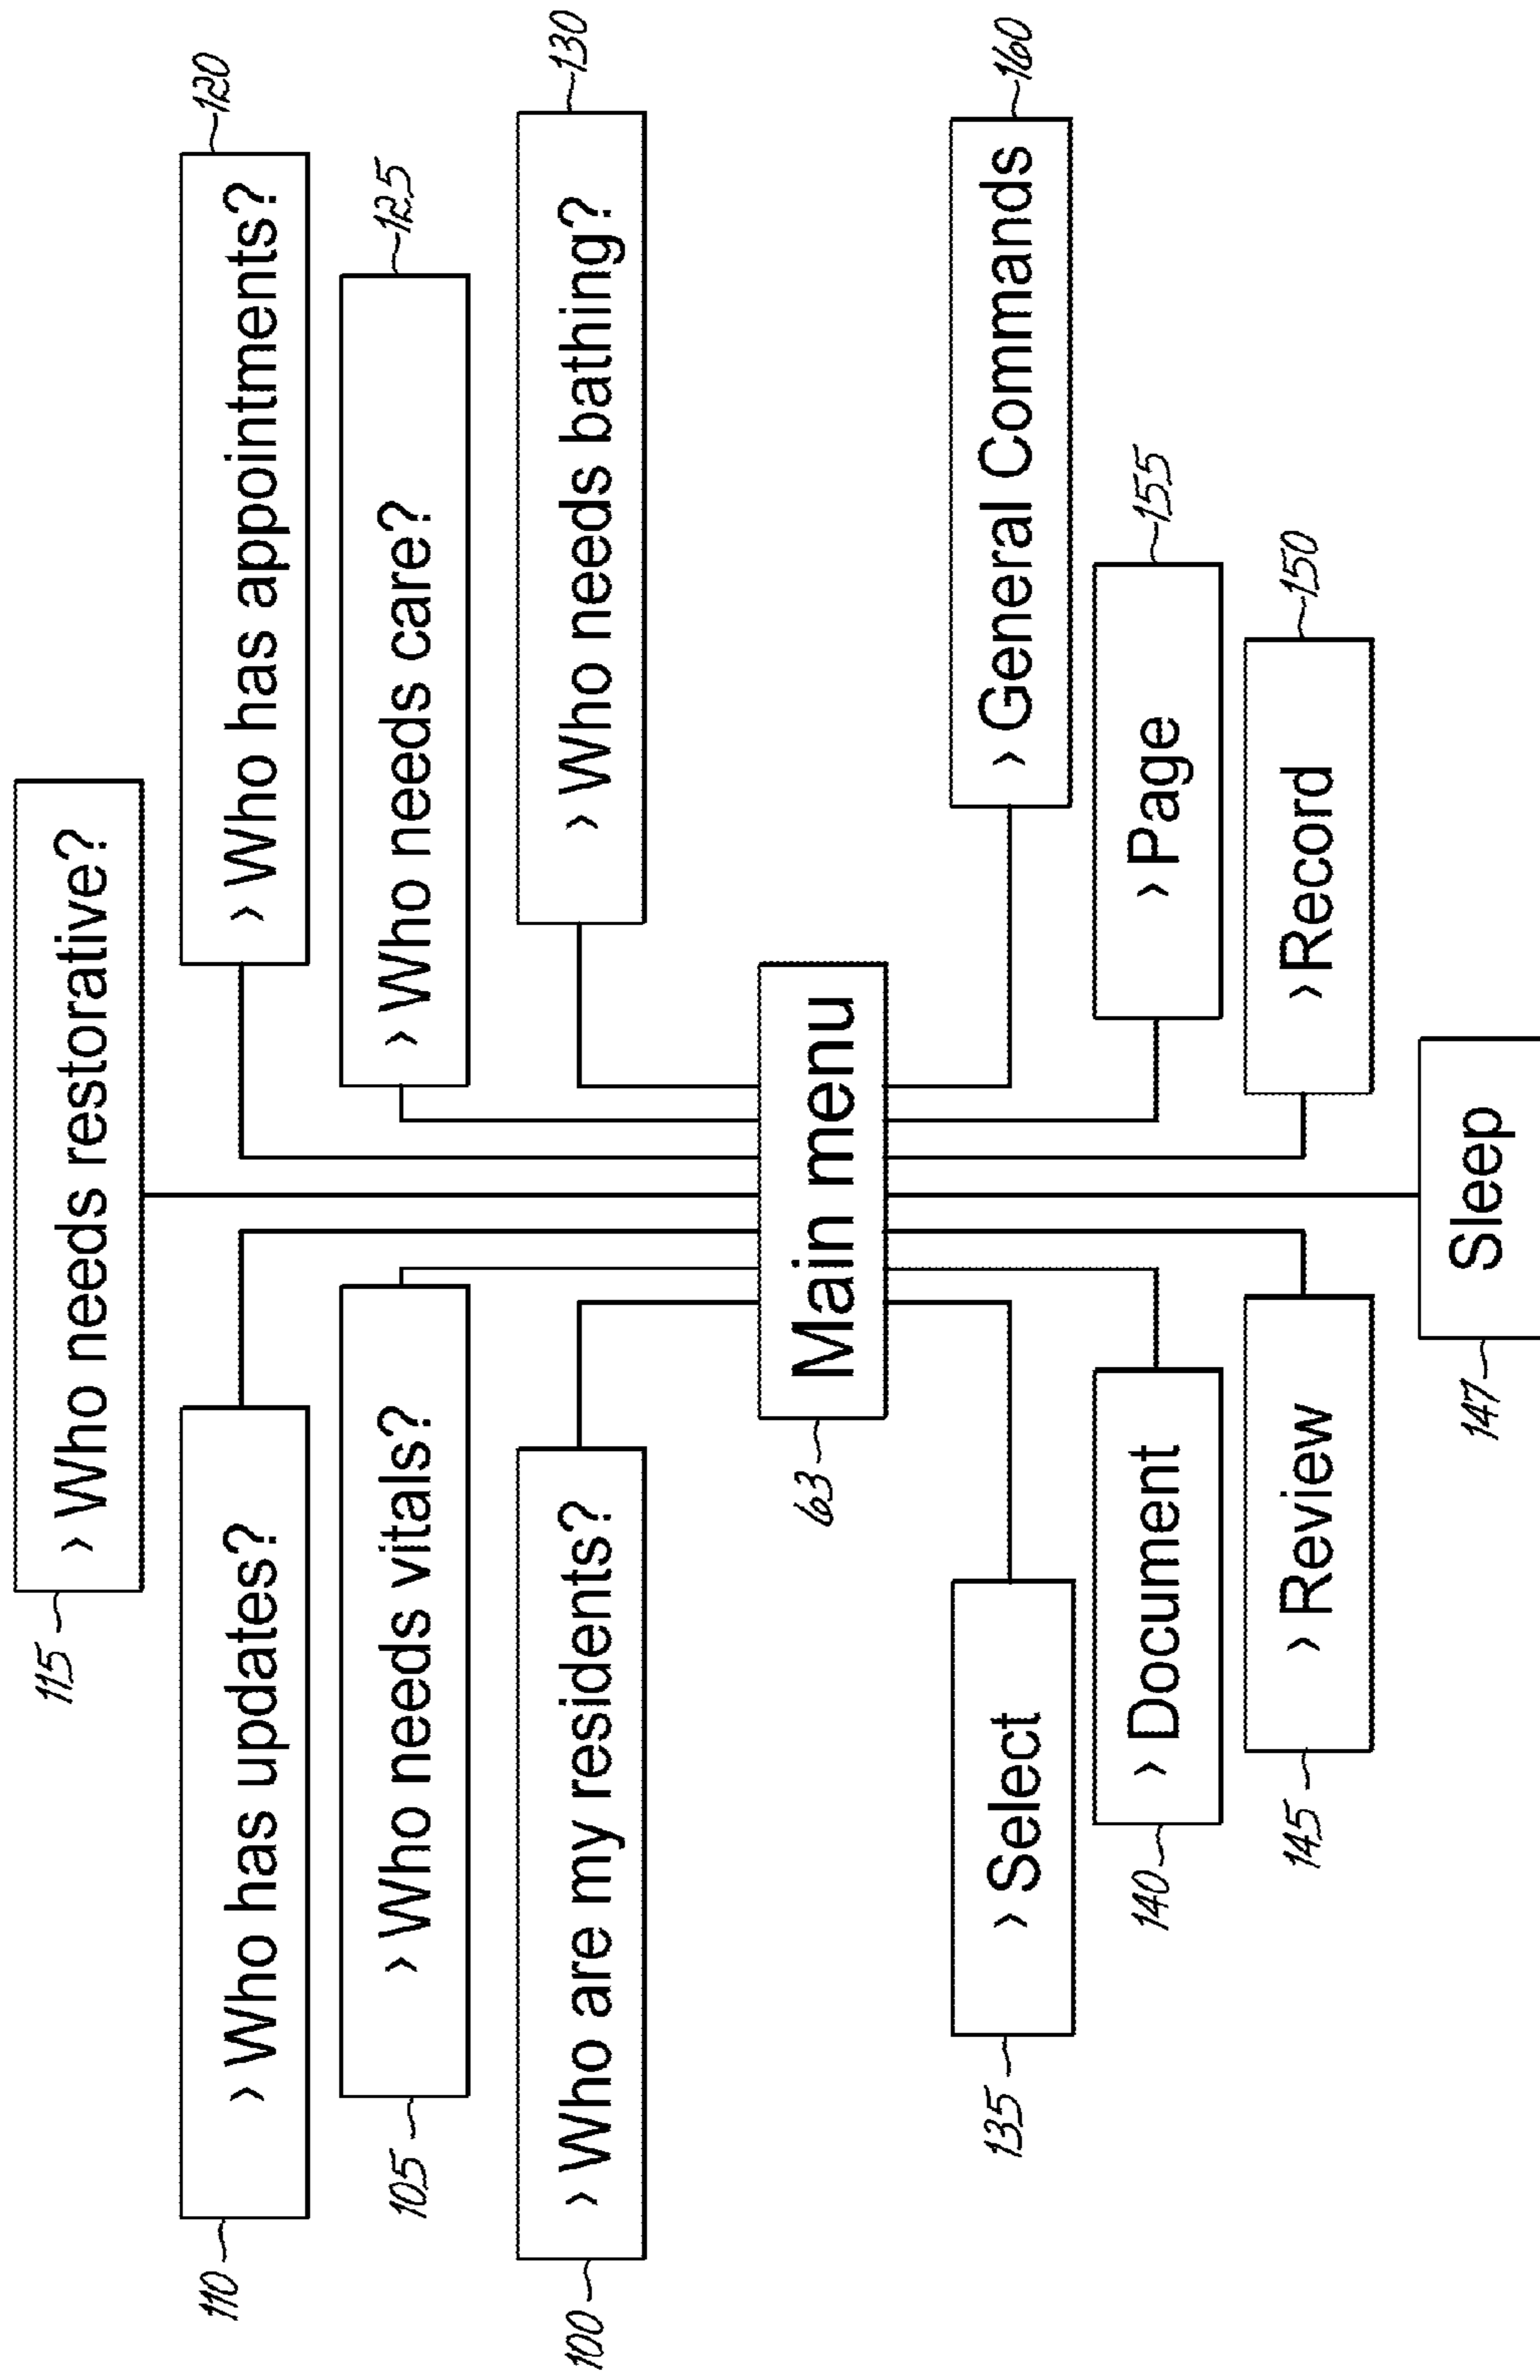 115
› Who needs restorative?
110
› Who has updates?
› Who has appointments?
120
105
› Who needs vitals?
› Who needs care?
125
100
› Who are my residents?
› Who needs bathing?
130
63
Main menu
135
› Select
› General Commands
160
140
› Document
› Page
155
145
› Review
› Record
150
147
Sleep